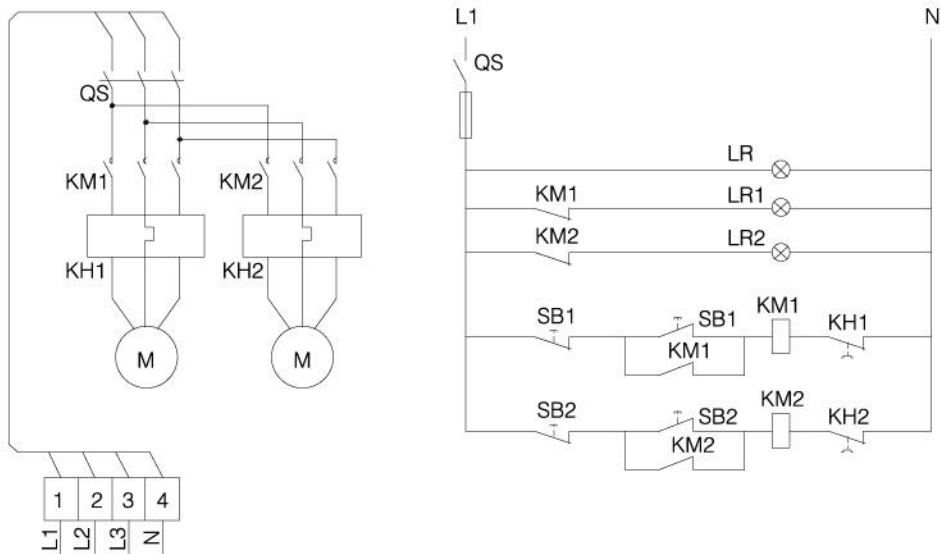 QS
KM1
KM2
KH1
KH2
M
M
1 2 3 4
L1 L2 L3 N
L1
N
QS
LR
KM1
LR1
KM2
LR2
SB1
SB1
KM1
KH1
KM1
SB2
SB2
KM2
KH2
KM2